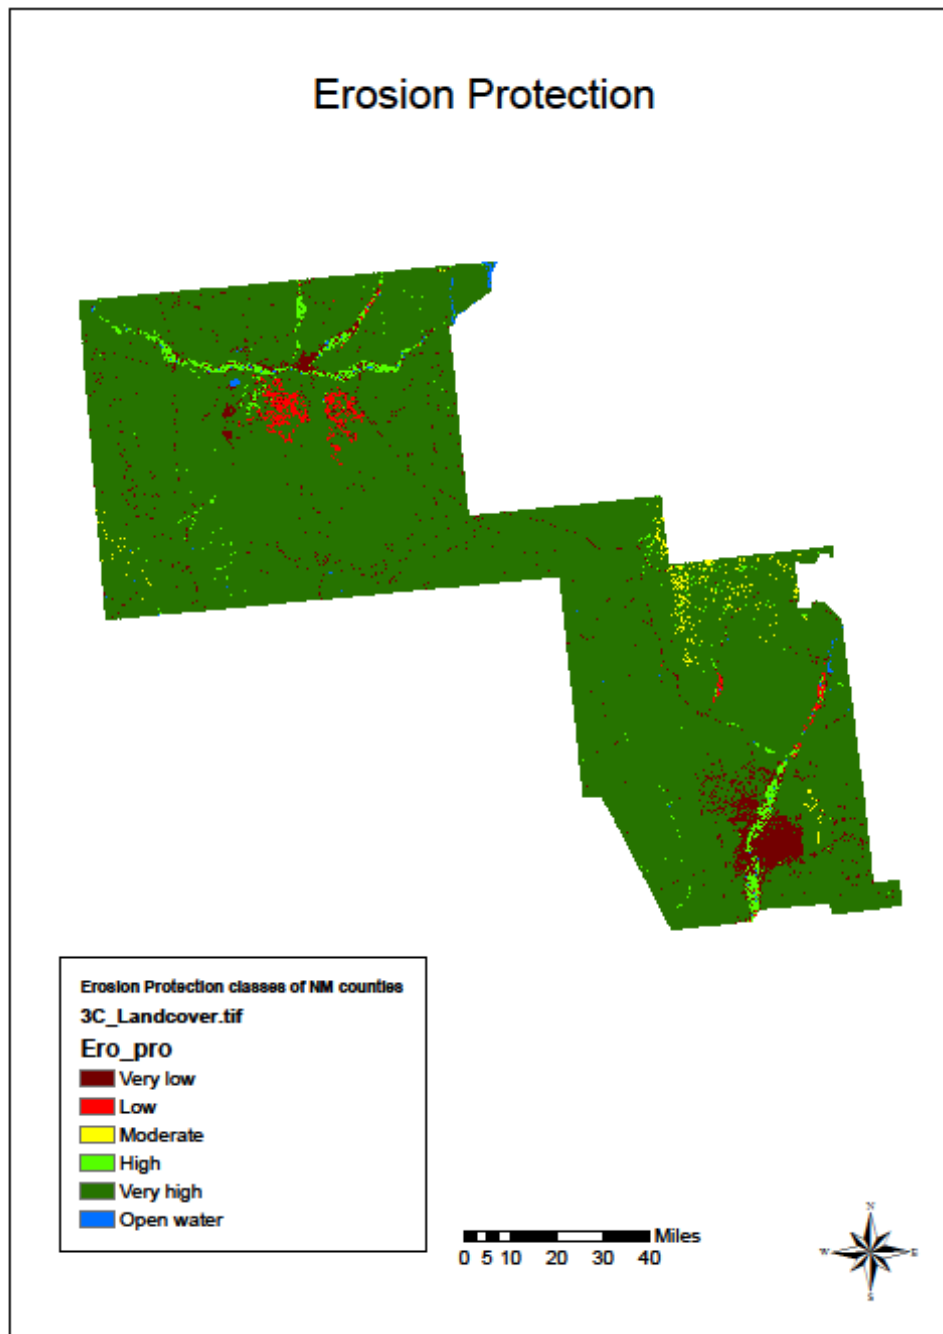 Erosion Protection
Erosion Protection classes of NM counties
3C_Landcover.tif
Ero_pro
Very low
Low
Moderate
High
Very high
Open water
Miles
0 5 10 20 30 40
N
W E
S